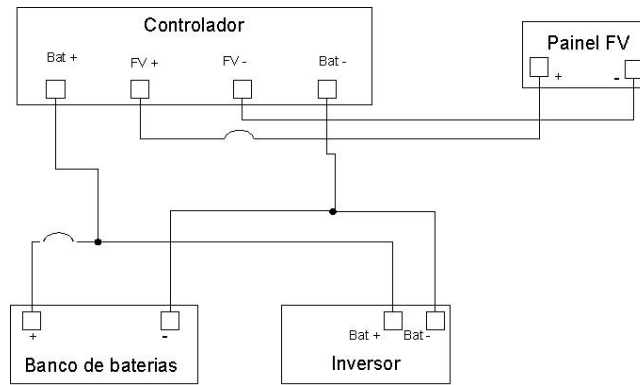 Controlador
Bat +
FV +
FV -
Bat -
Painel FV
+
-
+
-
Banco de baterias
Bat +
Bat -
Inversor